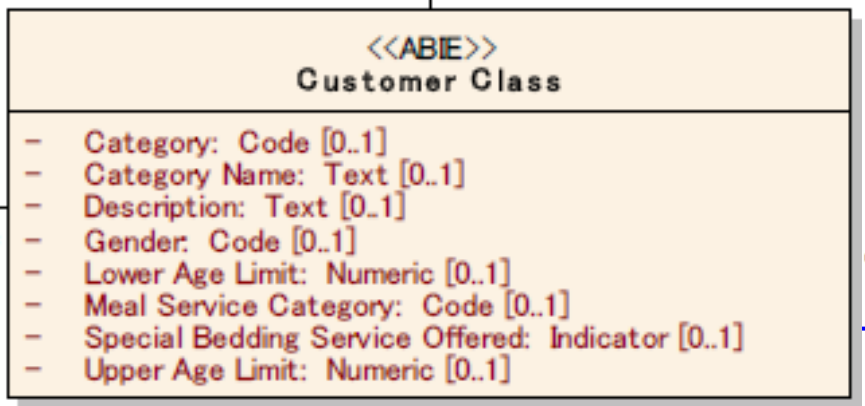 <<ABIE>>
Customer Class
- Category: Code [0..1]
- Category Name: Text [0..1]
- Description: Text [0..1]
- Gender: Code [0..1]
- Lower Age Limit: Numeric [0..1]
- Meal Service Category: Code [0..1]
- Special Bedding Service Offered: Indicator [0..1]
- Upper Age Limit: Numeric [0..1]